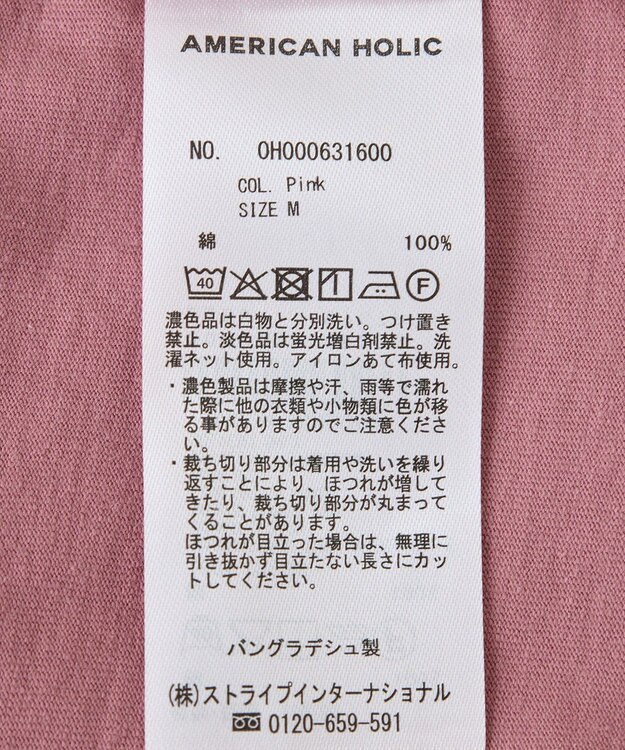 AMERICAN HOLIC
NO. 0H000631600
COL. Pink
SIZE M
綿 100%
40 F
濃色品は白物と分別洗い。つけ置き
禁止。淡色品は蛍光増白剤禁止。洗
濯ネット使用。アイロンあて布使用。
・濃色製品は摩擦や汗、雨等で濡れ
た際に他の衣類や小物類に色が移
る事がありますのでご注意くださ
い。
・裁ち切り部分は着用や洗いを繰り
返すことにより、ほつれが増して
きたり、裁ち切り部分が丸まって
くることがあります。
ほつれが目立った場合は、無理に
引き抜かず目立たない長さにカッ
トしてください。
バングラデシュ製
(株)ストライプインターナショナル
0120-659-591